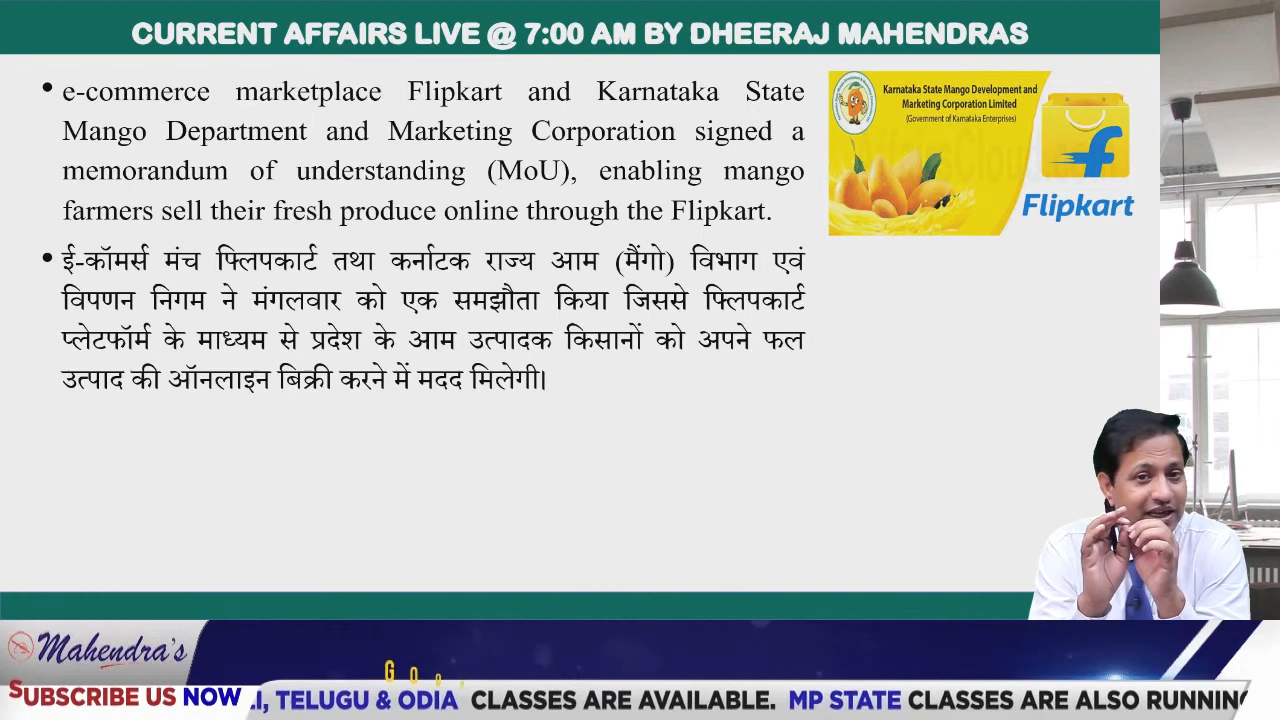 CURRENT AFFAIRS LIVE @ 7:00 AM BY DHEERAJ MAHENDRAS
• e-commerce marketplace Flipkart and Karnataka State
Mango Department and Marketing Corporation signed a
memorandum of understanding (MoU), enabling mango
farmers sell their fresh produce online through the Flipkart.
• ई-कॉमर्स मंच फ्लिपकार्ट तथा कर्नाटक राज्य आम (मैंगो) विभाग एवं
विपणन निगम ने मंगलवार को एक समझौता किया जिससे फ्लिपकार्ट
प्लेटफॉर्म के माध्यम से प्रदेश के आम उत्पादक किसानों को अपने फल
उत्पाद की ऑनलाइन बिक्री करने में मदद मिलेगी।
Karnataka State Mango Development and
Marketing Corporation Limited
(Government of Karnataka Enterprises)
Flipkart
Mahendra's
SUBSCRIBE US NOW
LI, TELUGU & ODIA CLASSES ARE AVAILABLE. MP STATE CLASSES ARE ALSO RUNNING